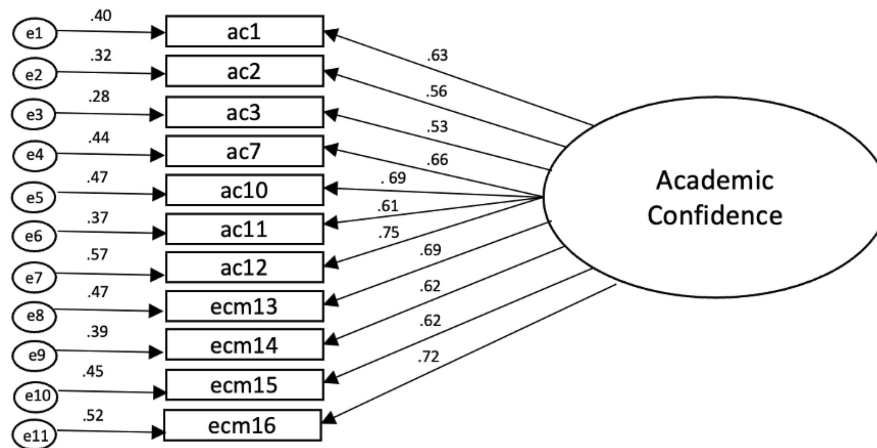 e1 .40 ac1 .63
e2 .32 ac2 .56
e3 .28 ac3 .53
e4 .44 ac7 .66
e5 .47 ac10 . 69
e6 .37 ac11 .61
e7 .57 ac12 .75
e8 .47 ecm13 .69
e9 .39 ecm14 .62
e10 .45 ecm15 .62
e11 .52 ecm16 .72
Academic
Confidence